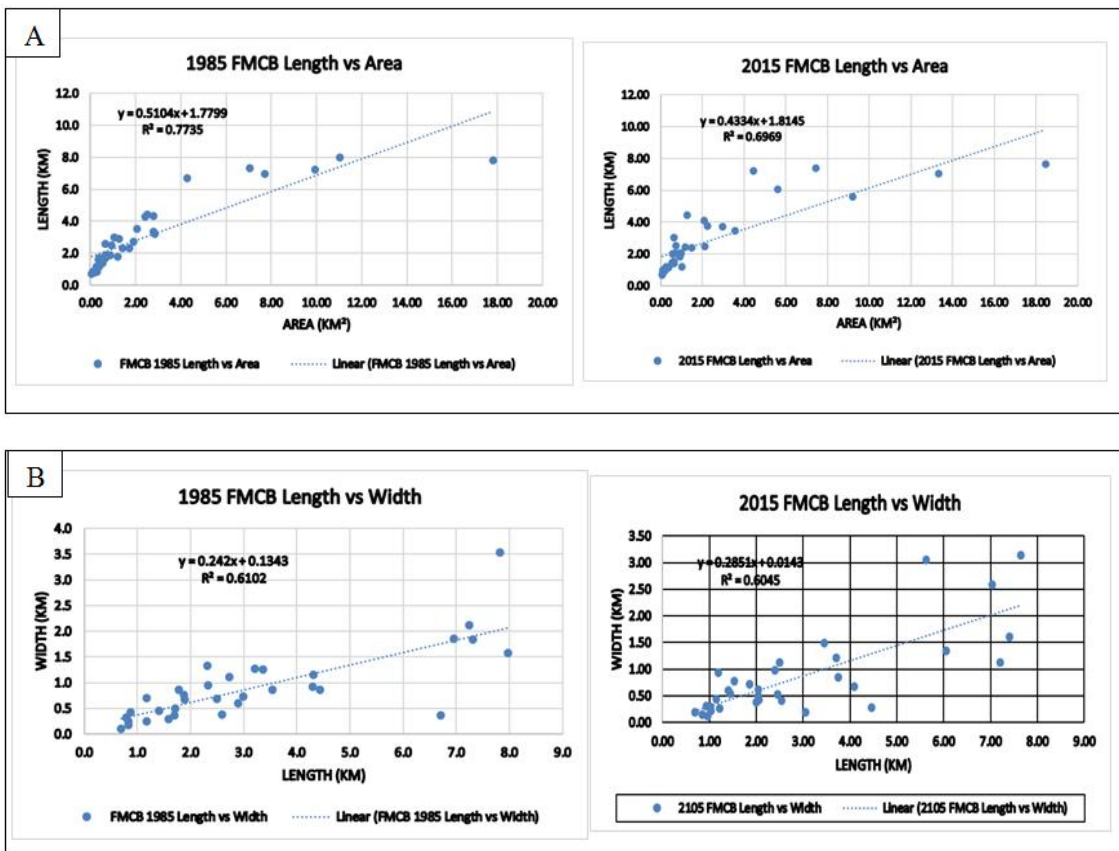 A
1985 FMCB Length vs Area
12.0
10.0
8.0
6.0
4.0
2.0
0.0
y = 0.5104x + 1.7799
R² = 0.7735
LENGTH (KM)
0.00 2.00 4.00 6.00 8.00 10.00 12.00 14.00 16.00 18.00 20.00
AREA (KM²)
FMCB 1985 Length vs Area Linear (FMCB 1985 Length vs Area)
2015 FMCB Length vs Area
12.00
10.00
8.00
6.00
4.00
2.00
0.00
y = 0.4334x + 1.8145
R² = 0.6969
LENGTH (KM)
0.00 2.00 4.00 6.00 8.00 10.00 12.00 14.00 16.00 18.00 20.00
AREA (KM²)
2015 FMCB Length vs Area Linear (2015 FMCB Length vs Area)
B
1985 FMCB Length vs Width
4.0
3.5
3.0
2.5
2.0
1.5
1.0
0.5
0.0
y = 0.242x + 0.1343
R² = 0.6102
WIDTH (KM)
0.0 1.0 2.0 3.0 4.0 5.0 6.0 7.0 8.0 9.0
LENGTH (KM)
FMCB 1985 Length vs Width Linear (FMCB 1985 Length vs Width)
2015 FMCB Length vs Width
3.50
3.00
2.50
2.00
1.50
1.00
0.50
0.00
y = 0.2851x + 0.0143
R² = 0.6045
WIDTH (KM)
0.00 1.00 2.00 3.00 4.00 5.00 6.00 7.00 8.00 9.00
LENGTH (KM)
2105 FMCB Length vs Width Linear (2105 FMCB Length vs Width)